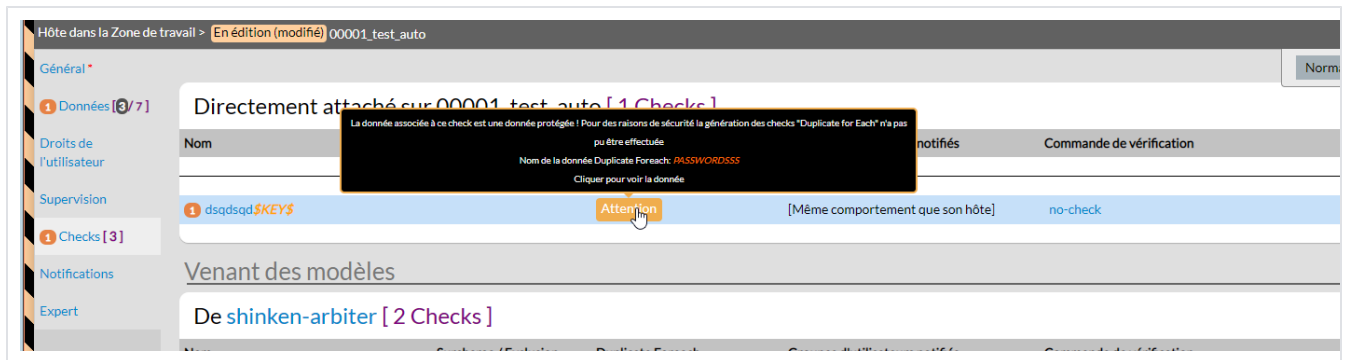 Hôte dans la Zone de travail > En édition (modifié) 00001_test_auto
Général *
Norm
1 Données [3/ 7 ]
Directement attaché sur 00001_test_auto [ 1 Checks ]
La donnée associée à ce check est une donnée protégée ! Pour des raisons de sécurité la génération des checks "Duplicate for Each" n'a pas
pu être effectuée
Nom de la donnée Duplicate Foreach: PASSWORDSSS
Cliquer pour voir la donnée
Droits de
l'utilisateur
Nom
notifiés
Commande de vérification
Supervision
1 dsqdsqd$KEY$
Attention
[Même comportement que son hôte]
no-check
1 Checks [ 3 ]
Notifications
Venant des modèles
Expert
De shinken-arbiter [ 2 Checks ]